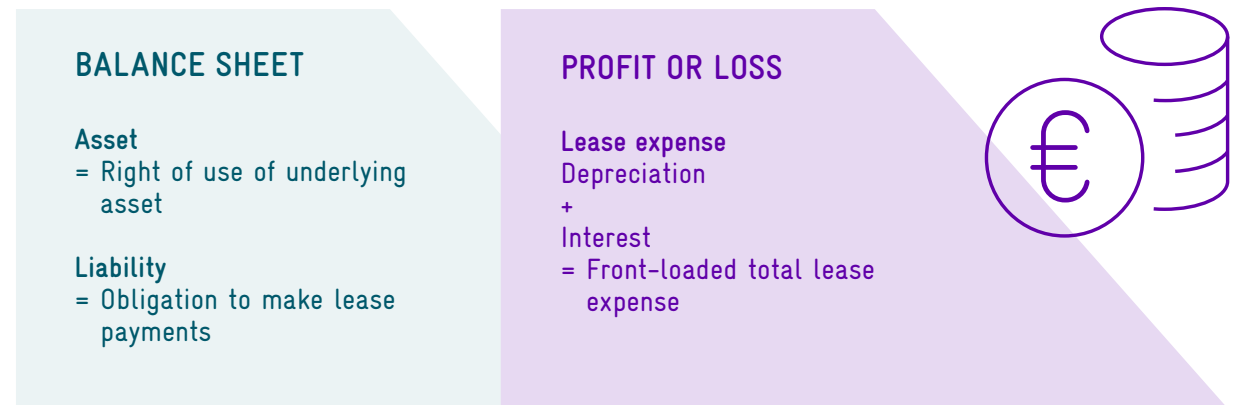 BALANCE SHEET
Asset
= Right of use of underlying
asset
Liability
= Obligation to make lease
payments
PROFIT OR LOSS
Lease expense
Depreciation
+
Interest
= Front-loaded total lease
expense
€